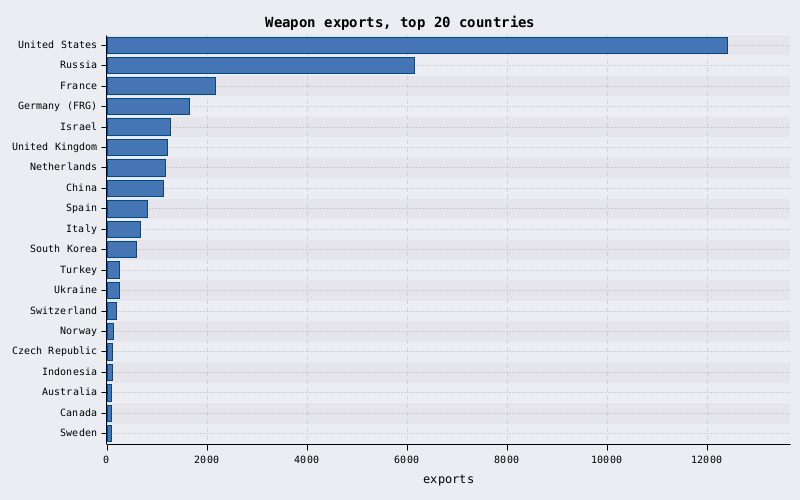 Weapon exports, top 20 countries
United States
Russia
France
Germany (FRG)
Israel
United Kingdom
Netherlands
China
Spain
Italy
South Korea
Turkey
Ukraine
Switzerland
Norway
Czech Republic
Indonesia
Australia
Canada
Sweden
0 2000 4000 6000 8000 10000 12000
exports